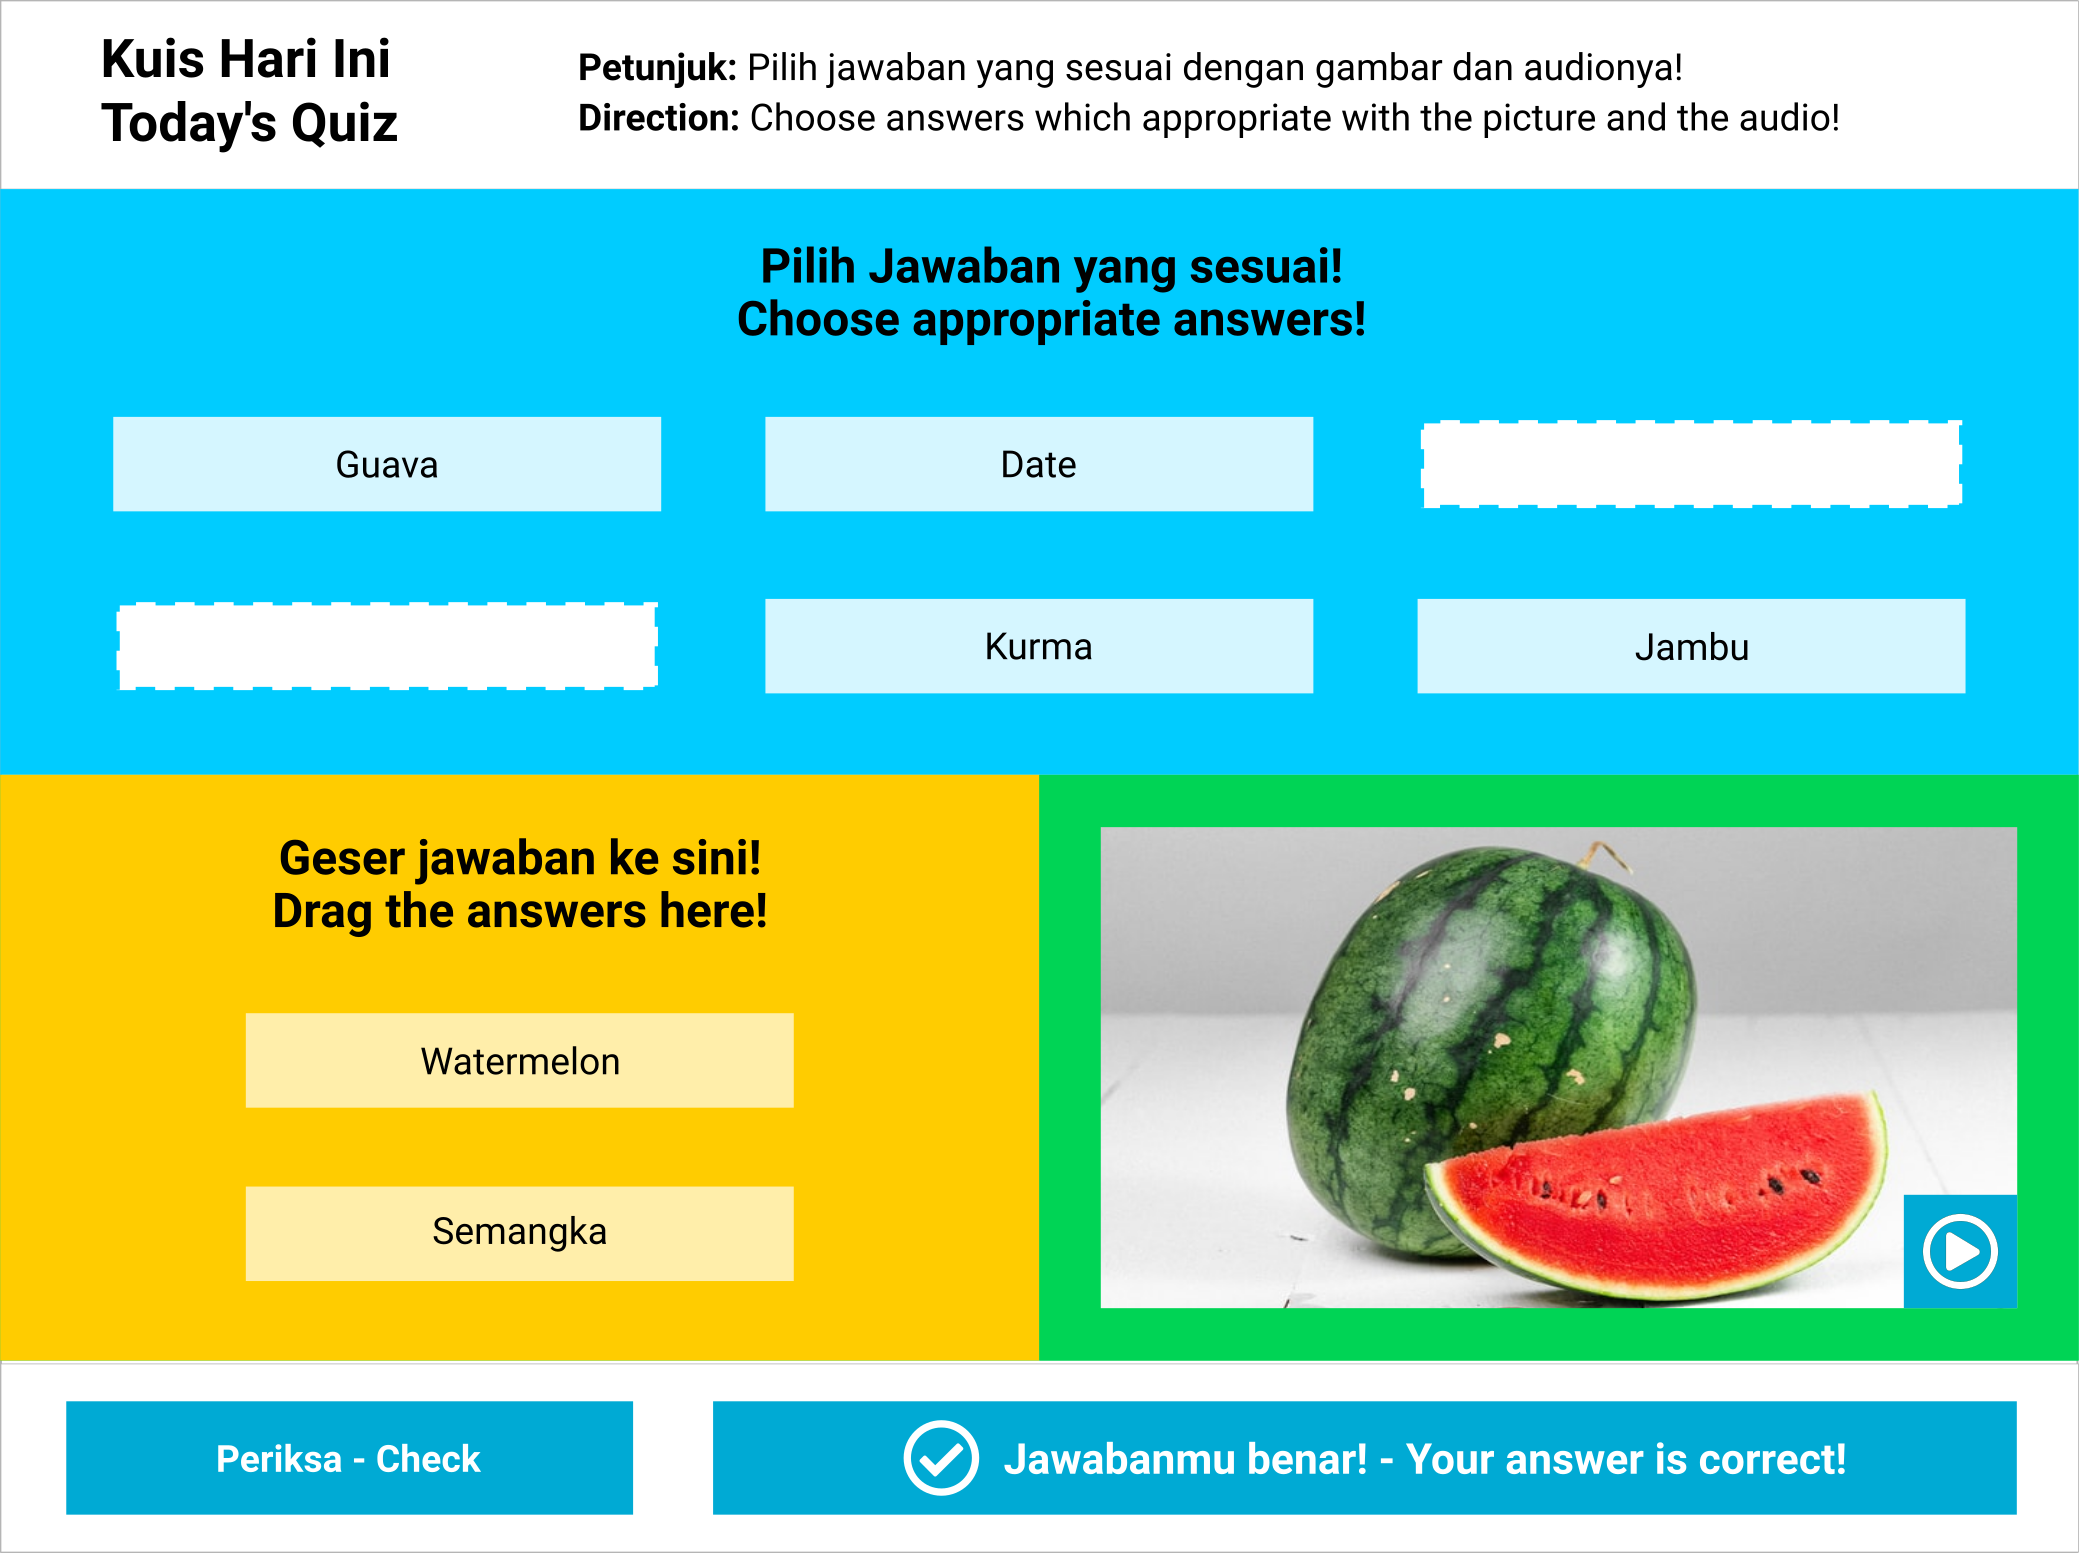 Kuis Hari Ini
Today's Quiz
Petunjuk: Pilih jawaban yang sesuai dengan gambar dan audionya!
Direction: Choose answers which appropriate with the picture and the audio!
Pilih Jawaban yang sesuai!
Choose appropriate answers!
Guava
Date
Kurma
Jambu
Geser jawaban ke sini!
Drag the answers here!
Watermelon
Semangka
Periksa - Check
Jawabanmu benar! - Your answer is correct!